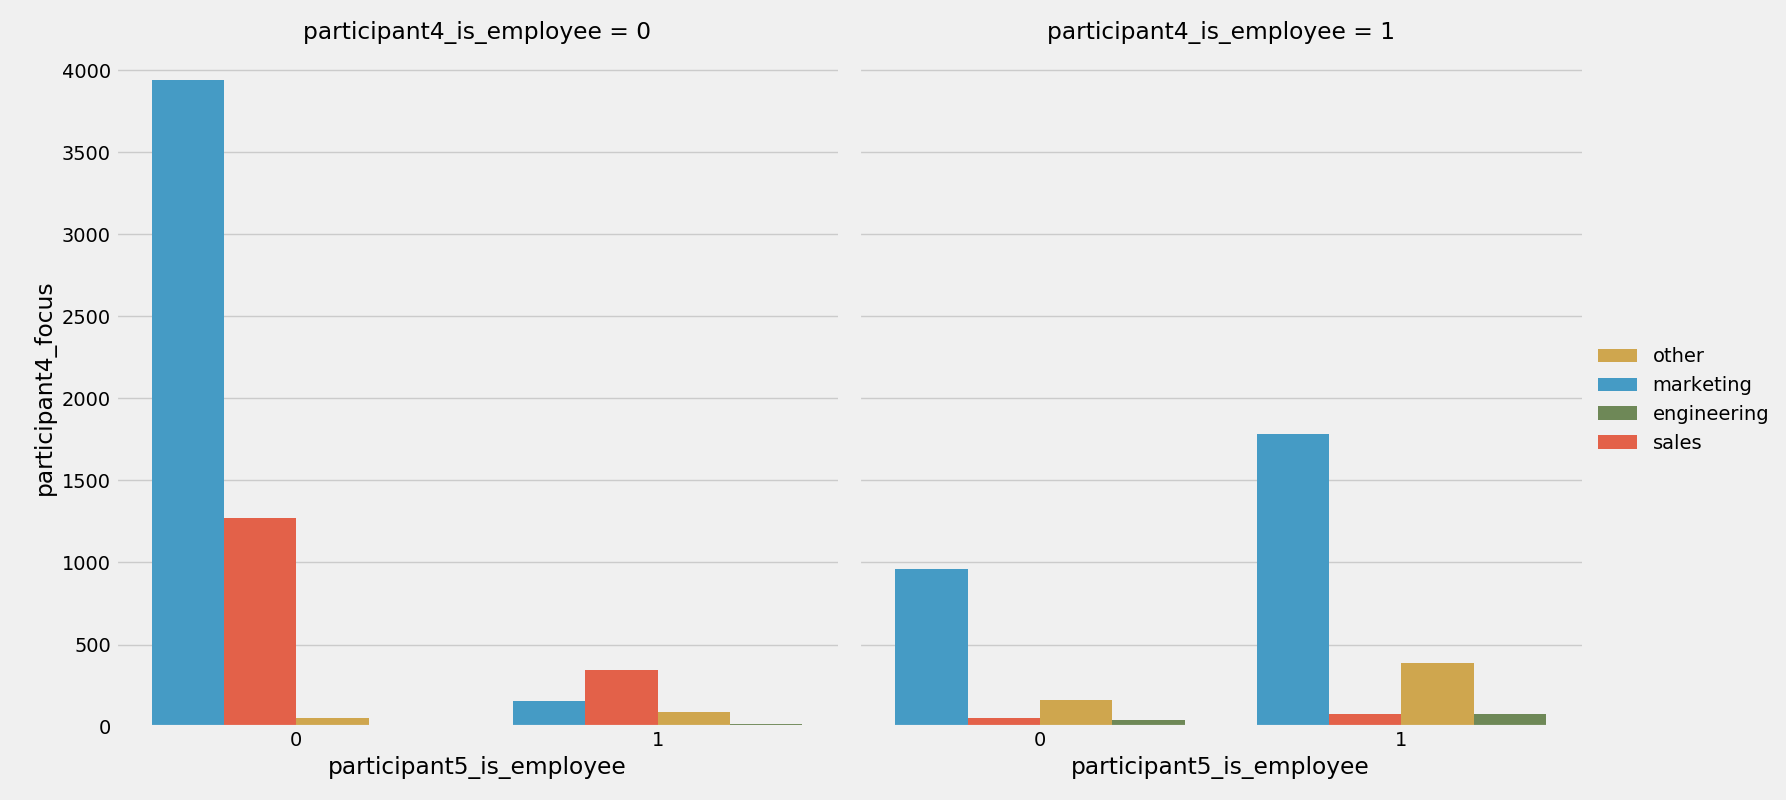 participant4_is_employee = 0
participant4_is_employee = 1
participant4_focus
4000
3500
3000
2500
2000
1500
1000
500
0
0
1
0
1
participant5_is_employee
participant5_is_employee
other
marketing
engineering
sales